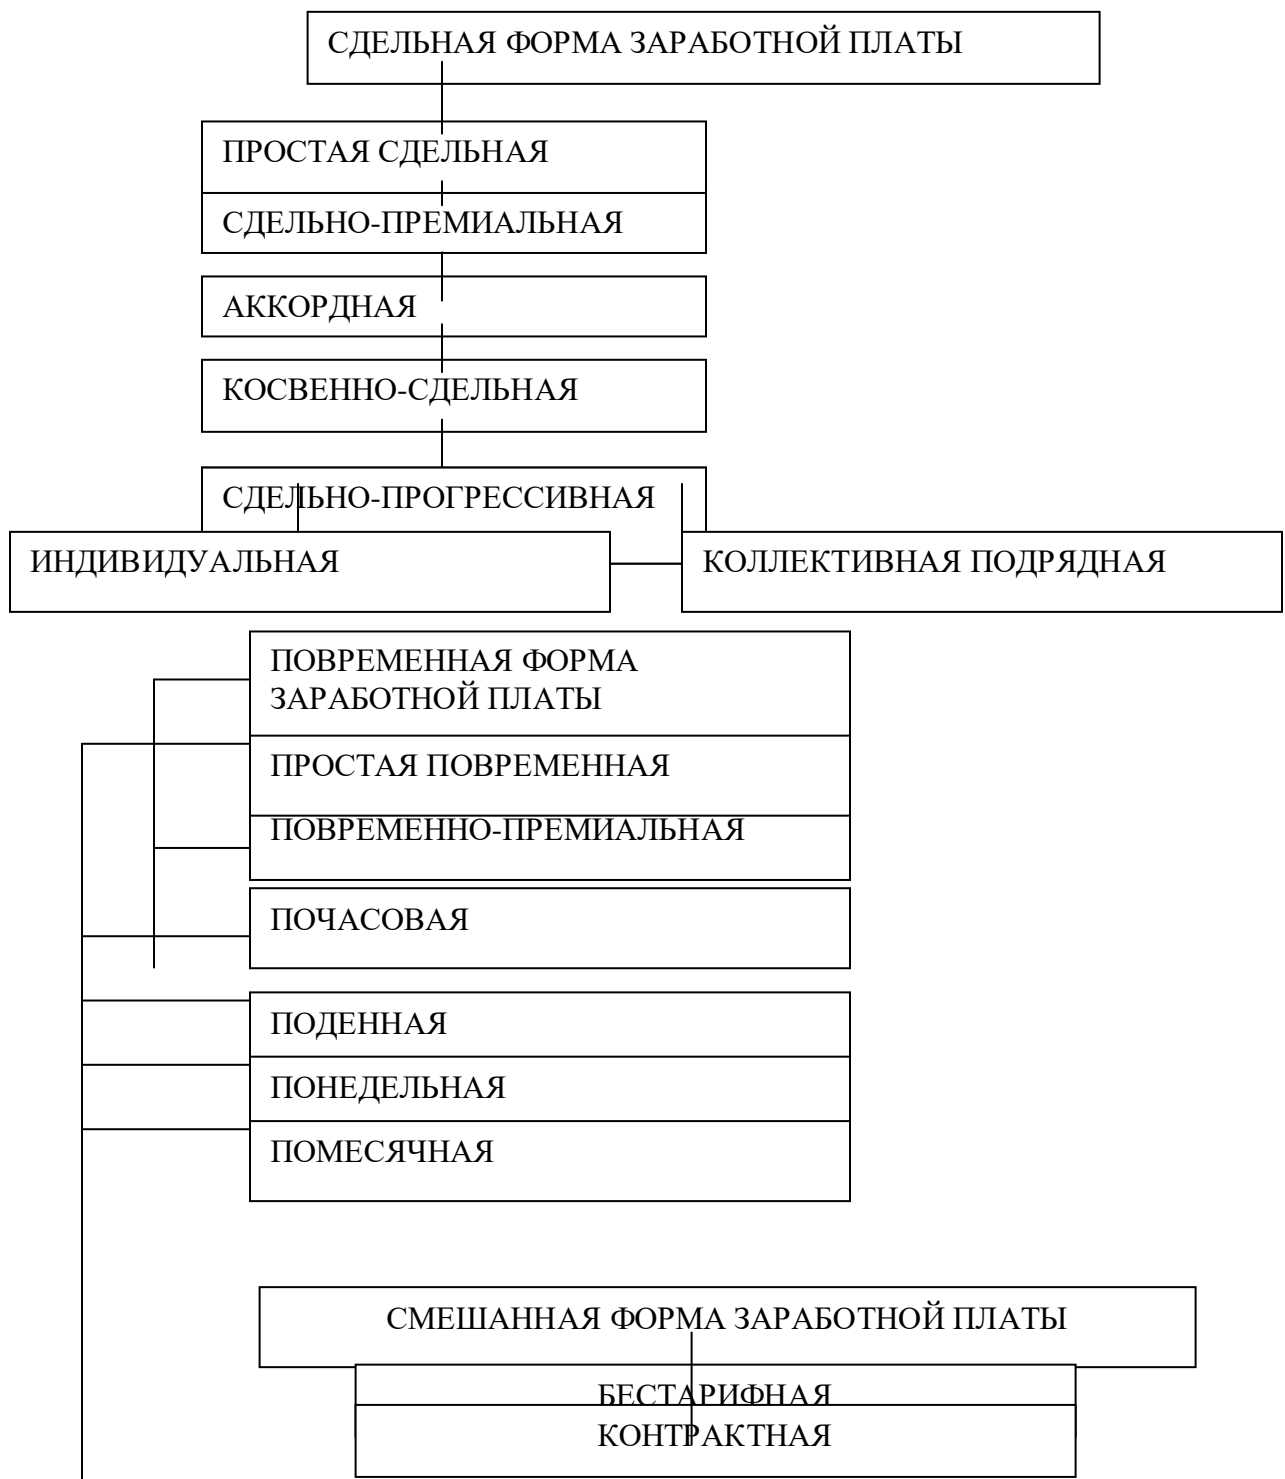 СДЕЛЬНАЯ ФОРМА ЗАРАБОТНОЙ ПЛАТЫ
ПРОСТАЯ СДЕЛЬНАЯ
СДЕЛЬНО-ПРЕМИАЛЬНАЯ
АККОРДНАЯ
КОСВЕННО-СДЕЛЬНАЯ
СДЕЛЬНО-ПРОГРЕССИВНАЯ
ИНДИВИДУАЛЬНАЯ
КОЛЛЕКТИВНАЯ ПОДРЯДНАЯ
ПОВРЕМЕННАЯ ФОРМА
ЗАРАБОТНОЙ ПЛАТЫ
ПРОСТАЯ ПОВРЕМЕННАЯ
ПОВРЕМЕННО-ПРЕМИАЛЬНАЯ
ПОЧАСОВАЯ
ПОДЕННАЯ
ПОНЕДЕЛЬНАЯ
ПОМЕСЯЧНАЯ
СМЕШАННАЯ ФОРМА ЗАРАБОТНОЙ ПЛАТЫ
БЕСТАРИФНАЯ
КОНТРАКТНАЯ